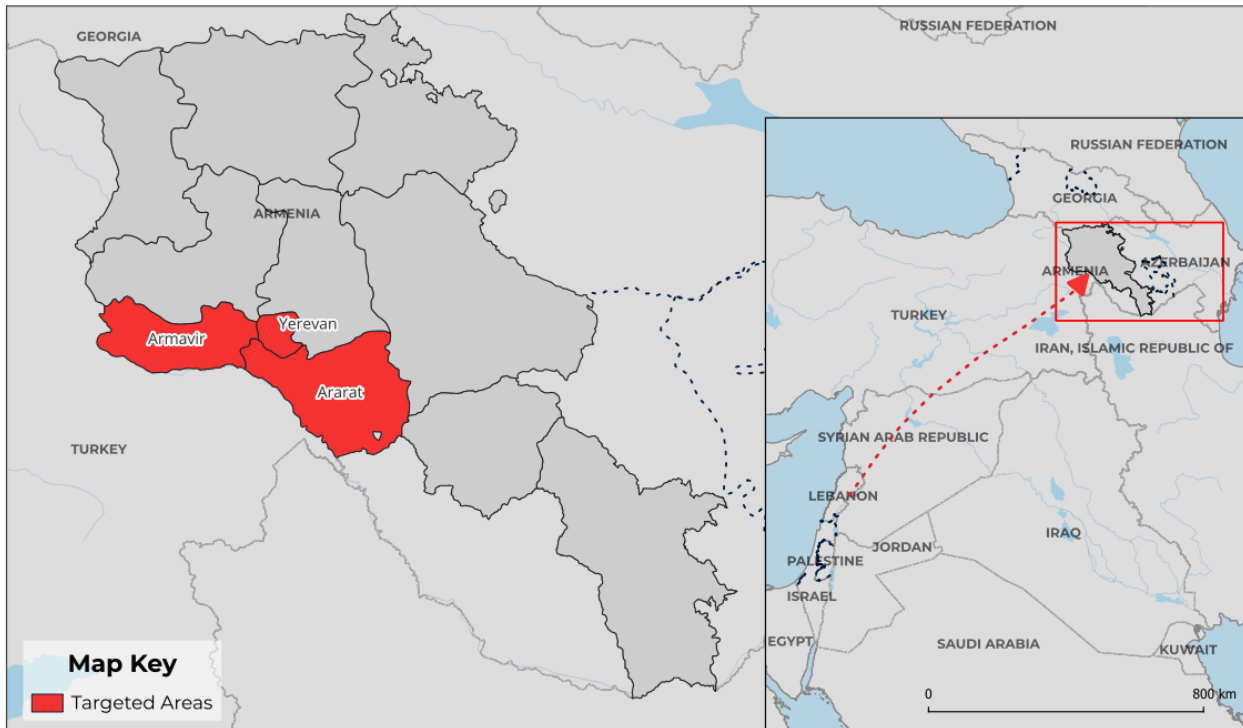 GEORGIA
RUSSIAN FEDERATION
ARMENIA
Yerevan
Armavir
Ararat
TURKEY
Map Key
Targeted Areas
RUSSIAN FEDERATION
GEORGIA
ARMENIA
AZERBAIJAN
TURKEY
IRAN, ISLAMIC REPUBLIC OF
SYRIAN ARAB REPUBLIC
LEBANON
IRAQ
JORDAN
PALESTINE
ISRAEL
EGYPT
SAUDI ARABIA
KUWAIT
0
800 km